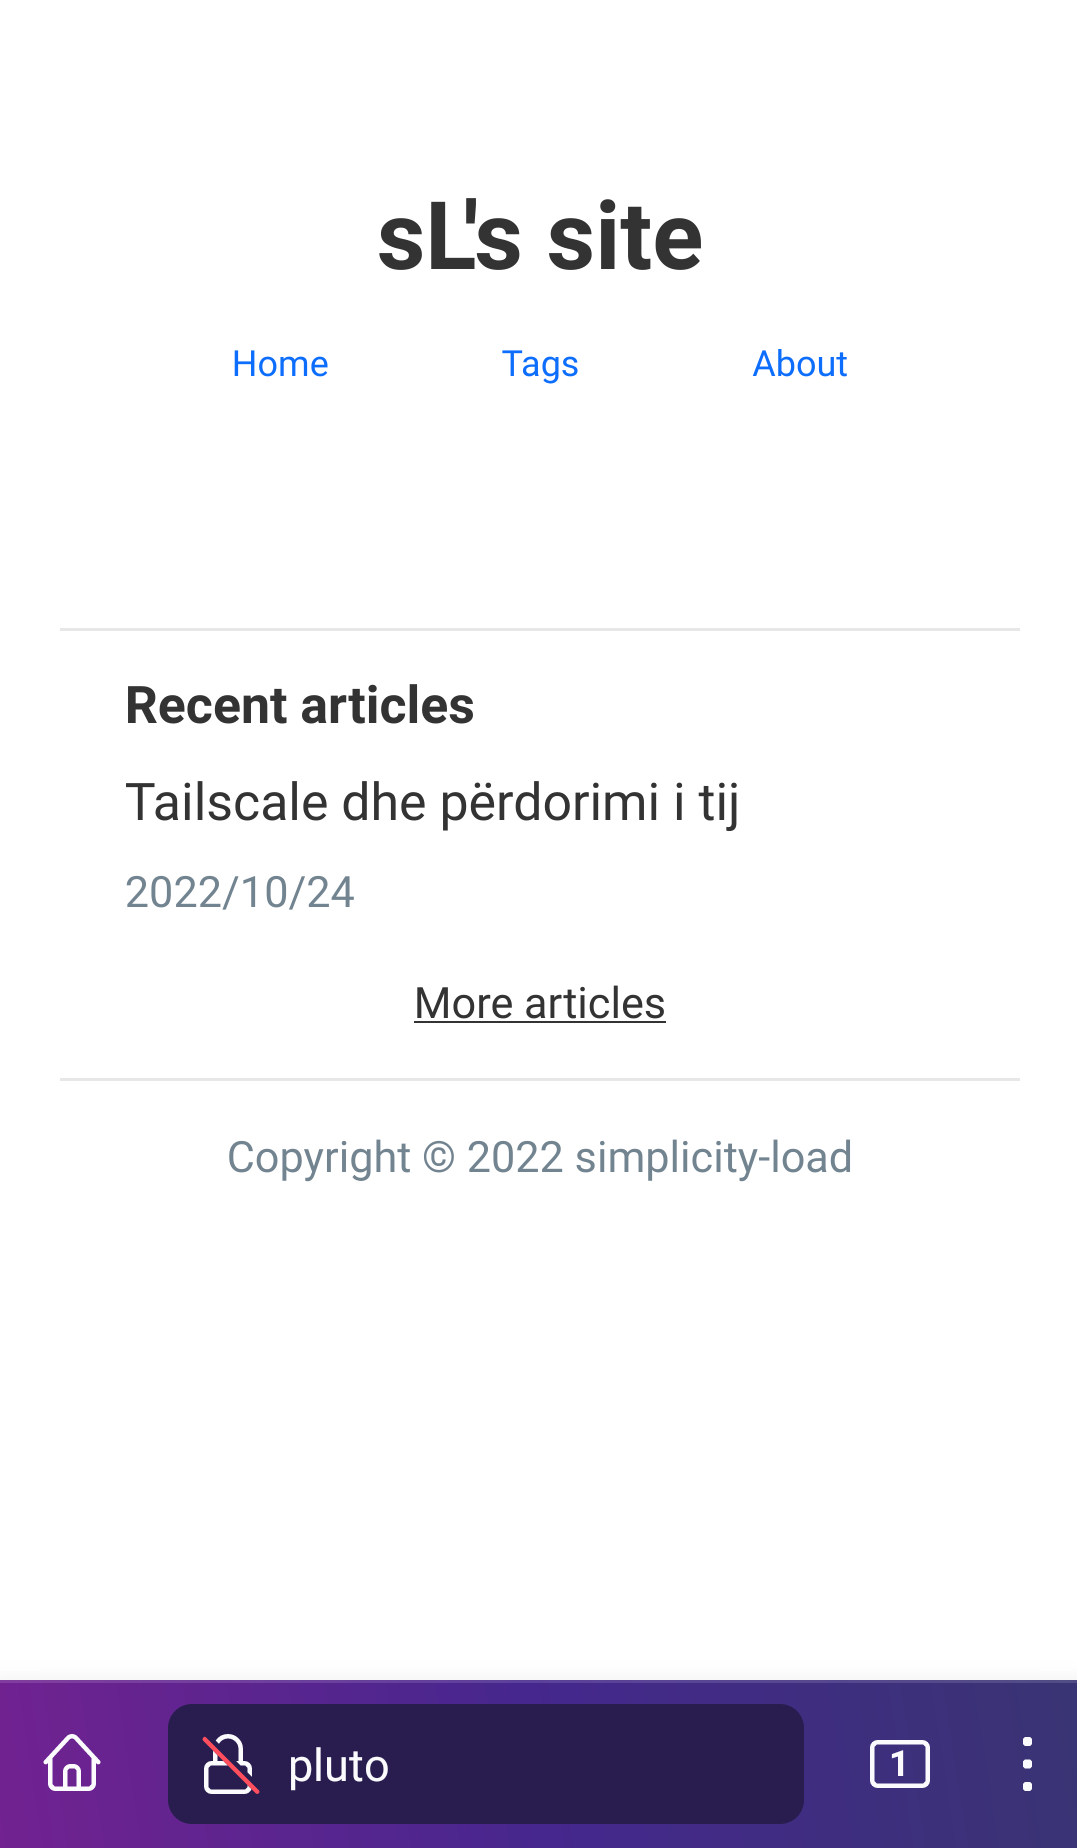 sL's site
Home Tags About
Recent articles
Tailscale dhe përdorimi i tij
2022/10/24
More articles
Copyright © 2022 simplicity-load
pluto
1